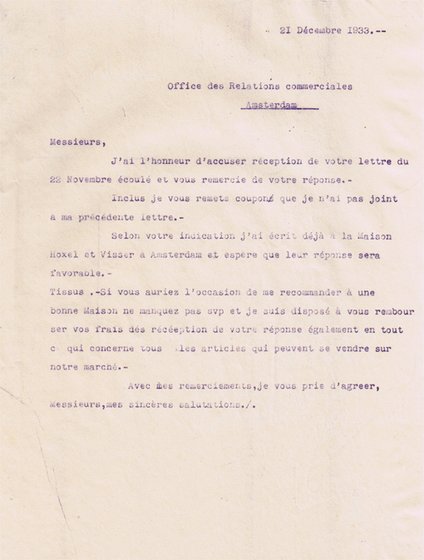 21 Décembre 1933.--
Office des Relations commerciales
Amsterdam
Messieurs,
J'ai l'honneur d'accuser réception de votre lettre du
22 Novembre écoulé et vous remercie de votre réponse.-
Inclus je vous remets coupons que je n'ai pas joint
à ma précédente lettre.-
Selon votre indication j'ai écrit déjà à la Maison
Hoxel et Visser à Amsterdam et espère que leur réponse sera
favorable.-
Tissus .-Si vous auriez l'occasion de me recommander à une
bonne Maison ne manquez pas svp et je suis disposé à vous rembour
ser vos frais dés récéeption de votre réponse également en tout
ce qui concerne tous les articles qui peuvent se vendre sur
notre marché.-
Avec mes remerciements,je vous prie d'agréer,
Messieurs,mes sincères salutations./.